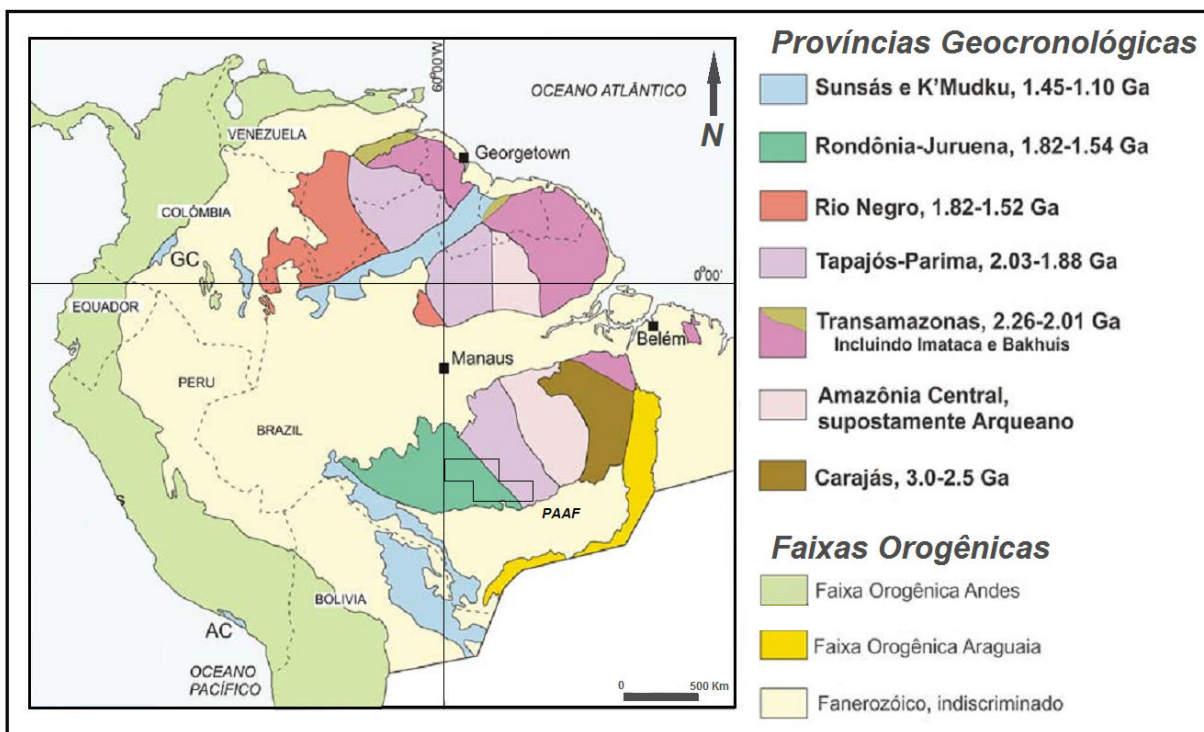 Províncias Geocronológicas
Sunsás e K'Mudku, 1.45-1.10 Ga
Rondônia-Juruena, 1.82-1.54 Ga
Rio Negro, 1.82-1.52 Ga
Tapajós-Parima, 2.03-1.88 Ga
Transamazonas, 2.26-2.01 Ga
Incluindo Imataca e Bakhuis
Amazônia Central,
supostamente Arqueano
Carajás, 3.0-2.5 Ga
Faixas Orogênicas
Faixa Orogênica Andes
Faixa Orogênica Araguaia
Fanerozóico, indiscriminado
60º00'W
OCEANO ATLÂNTICO
N
VENEZUELA
Georgetown
COLÔMBIA
GC
0º00'
EQUADOR
Belém
Manaus
PERU
BRAZIL
S
PAAF
BOLIVIA
AC
OCEANO
PACÍFICO
0 500 Km